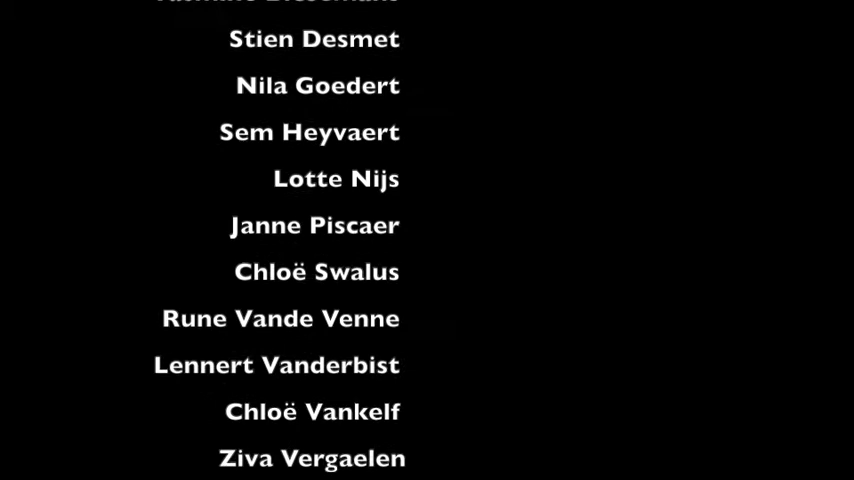 Stien Desmet
Nila Goedert
Sem Heyvaert
Lotte Nijs
Janne Piscaer
Chloë Swalus
Rune Vande Venne
Lennert Vanderbist
Chloë Vankelf
Ziva Vergaelen